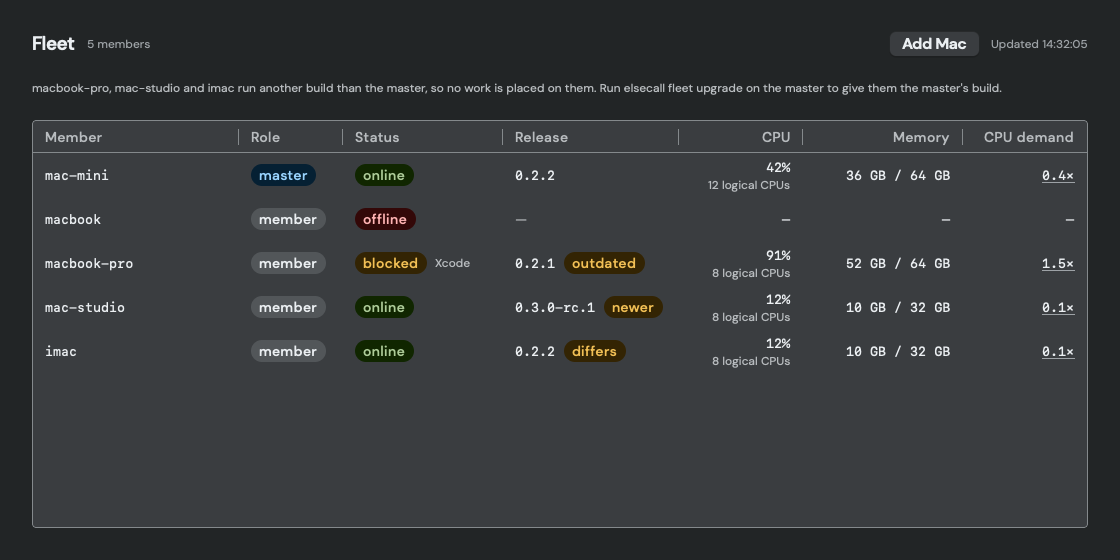 Fleet 5 members Add Mac Updated 14:32:05
macbook-pro, mac-studio and imac run another build than the master, so no work is placed on them. Run elsecall fleet upgrade on the master to give them the master's build.
Member Role Status Release CPU Memory CPU demand
mac-mini master online 0.2.2 42% 36 GB / 64 GB 0.4×
12 logical CPUs
macbook member offline — — — —
macbook-pro member blocked Xcode 0.2.1 outdated 91% 52 GB / 64 GB 1.5×
8 logical CPUs
mac-studio member online 0.3.0-rc.1 newer 12% 10 GB / 32 GB 0.1×
8 logical CPUs
imac member online 0.2.2 differs 12% 10 GB / 32 GB 0.1×
8 logical CPUs